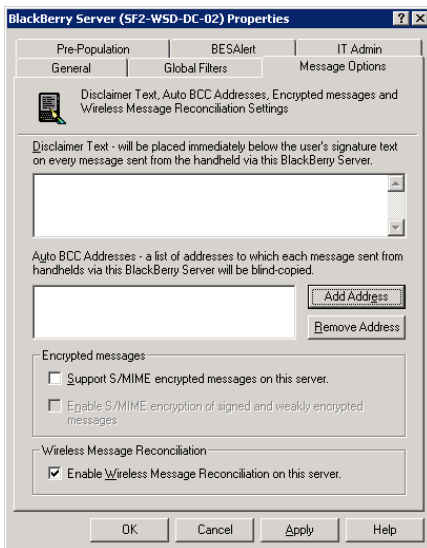 BlackBerry Server (SF2-WSD-DC-02) Properties
Pre-Population BESAlert IT Admin
General Global Filters Message Options
Disclaimer Text, Auto BCC Addresses, Encrypted messages and
Wireless Message Reconciliation Settings
Disclaimer Text - will be placed immediately below the user's signature text
on every message sent from the handheld via this BlackBerry Server.
Auto BCC Addresses - a list of addresses to which each message sent from
handhelds via this BlackBerry Server will be blind-copied.
Add Address
Remove Address
Encrypted messages
Support S/MIME encrypted messages on this server.
Enable S/MIME encryption of signed and weakly encrypted
messages
Wireless Message Reconciliation
Enable Wireless Message Reconciliation on this server.
OK Cancel Apply Help